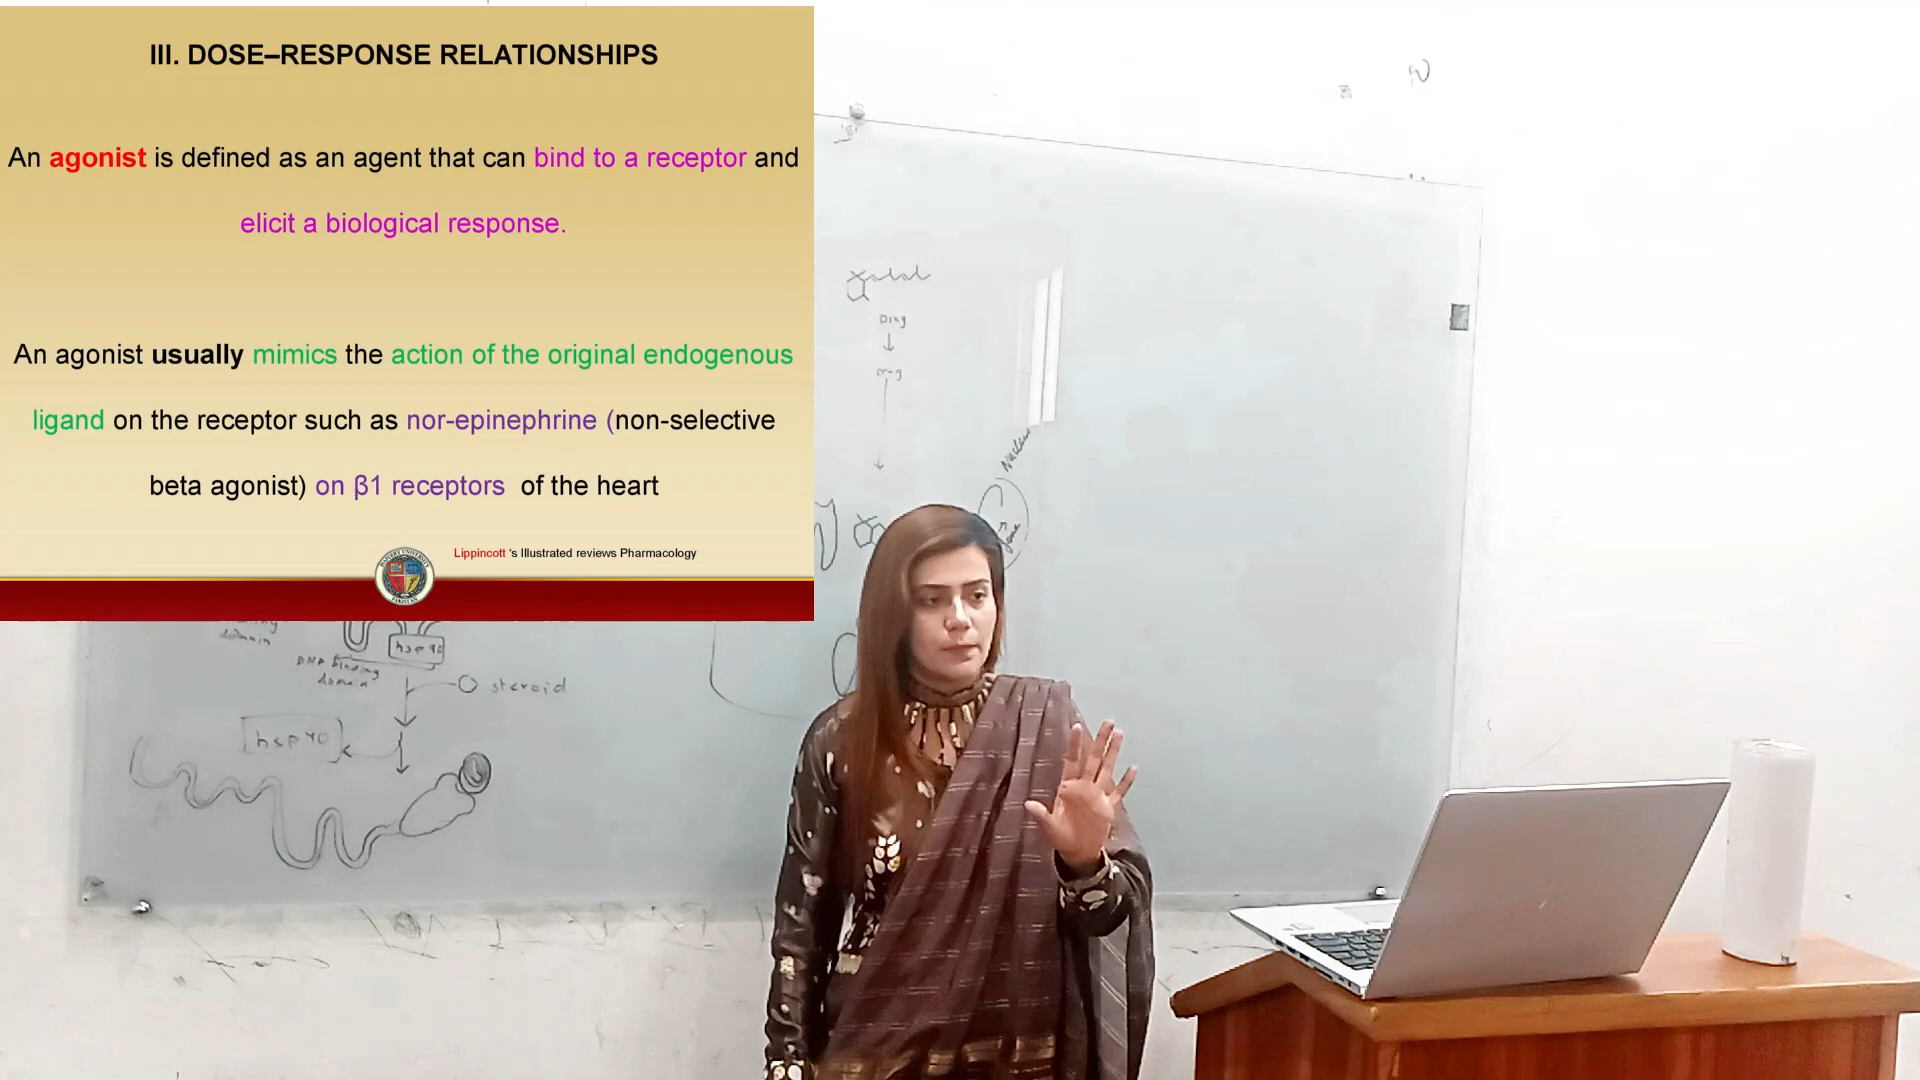 III. DOSE–RESPONSE RELATIONSHIPS
An agonist is defined as an agent that can bind to a receptor and
elicit a biological response.
An agonist usually mimics the action of the original endogenous
ligand on the receptor such as nor-epinephrine (non-selective
beta agonist) on β1 receptors of the heart
Lippincott 's Illustrated reviews Pharmacology
Drug
Drug
Nucleus
domain
hsp 90
DNA binding
domain
steroid
hsp 90